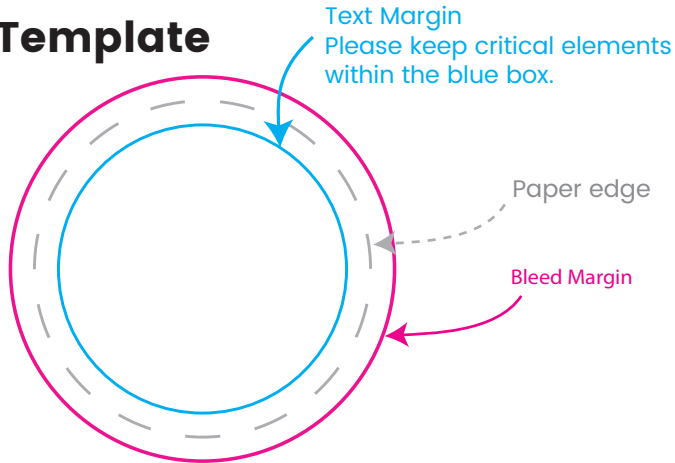 Template
Text Margin
Please keep critical elements
within the blue box.
Paper edge
Bleed Margin